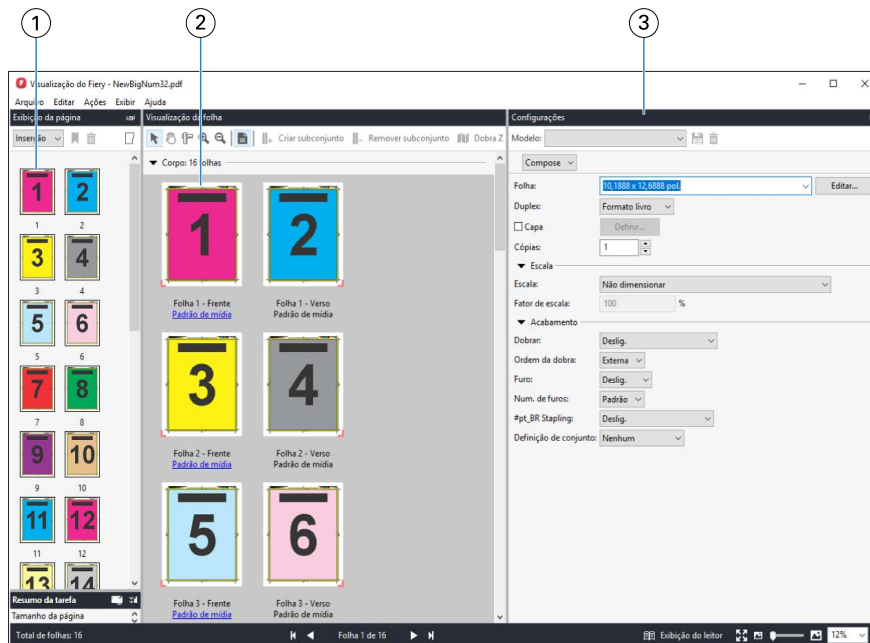 1 2 3
Visualização do Fiery - NewBigNum32.pdf
Arquivo Editar Ações Exibir Ajuda
Exibição da página
Visualização da folha
Configurações
Inserção
Criar subconjunto Remover subconjunto Dobra Z
Modelo:
Corpo: 16 folhas
Compose
Folha: 10,1888 x 12,6888 pol. Editar...
Duplex: Formato livro
Capa Definir...
Cópias: 1
Escala
Escala: Não dimensionar
Fator de escala: 100 %
Acabamento
Dobrar: Deslig.
Ordem da dobra: Externa
Furo: Deslig.
Num. de furos: Padrão
#pt_BR Stapling: Deslig.
Definição de conjunto: Nenhum
1 2
1 2
3 4
3 4
5 6
5 6
7 8
7 8
9 10
9 10
11 12
11 12
13 14
1 2
Folha 1 - Frente Folha 1 - Verso
Padrão de mídia Padrão de mídia
3 4
Folha 2 - Frente Folha 2 - Verso
Padrão de mídia Padrão de mídia
5 6
Folha 3 - Frente Folha 3 - Verso
Padrão de mídia Padrão de mídia
Resumo da tarefa
Tamanho da página
Total de folhas: 16
Folha 1 de 16
Exibição do leitor
12%